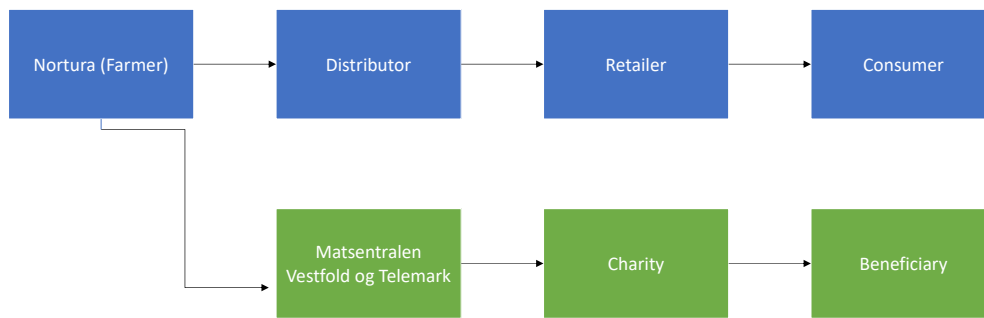 Nortura (Farmer)
Distributor
Retailer
Consumer
Matsentralen
Vestfold og Telemark
Charity
Beneficiary